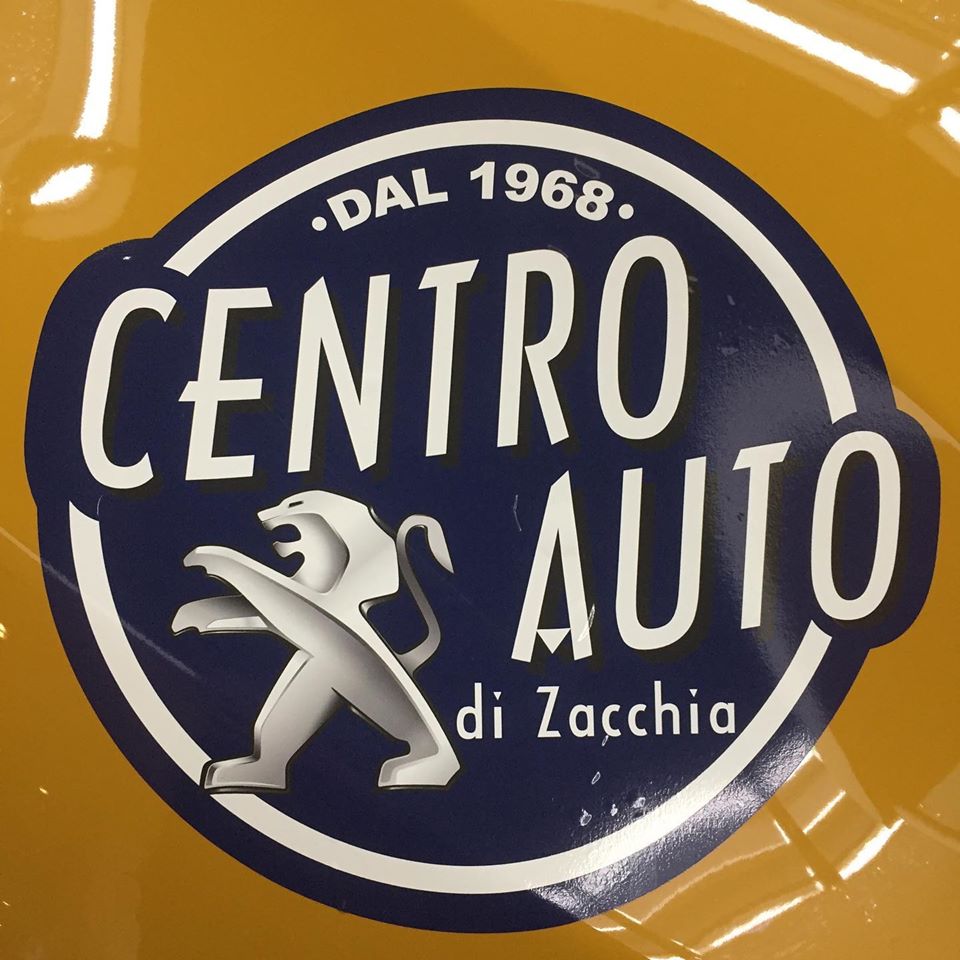 •DAL 1968•
CENTRO
AUTO
di Zacchia